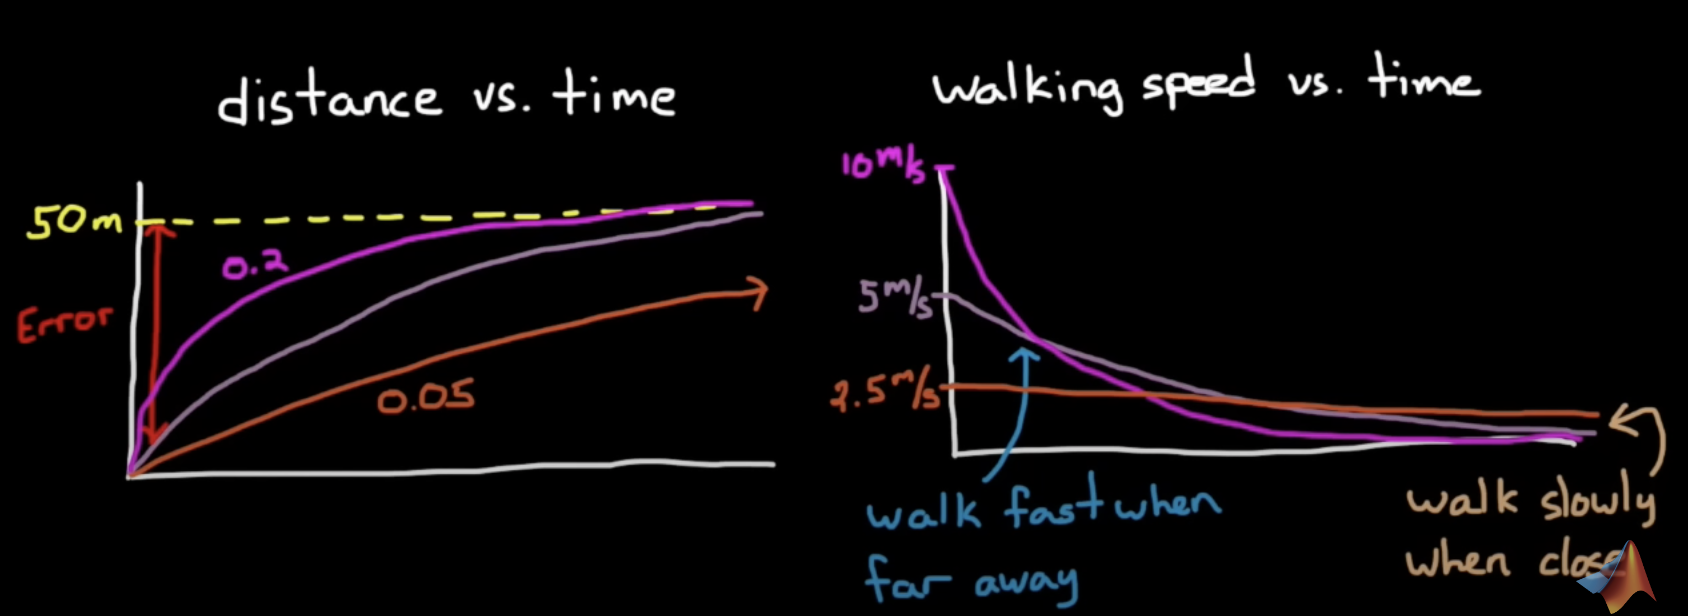 distance vs. time
50m
0.2
Error
0.05
walking speed vs. time
10m/s
5m/s
2.5m/s
walk fast when
far away
walk slowly
when close